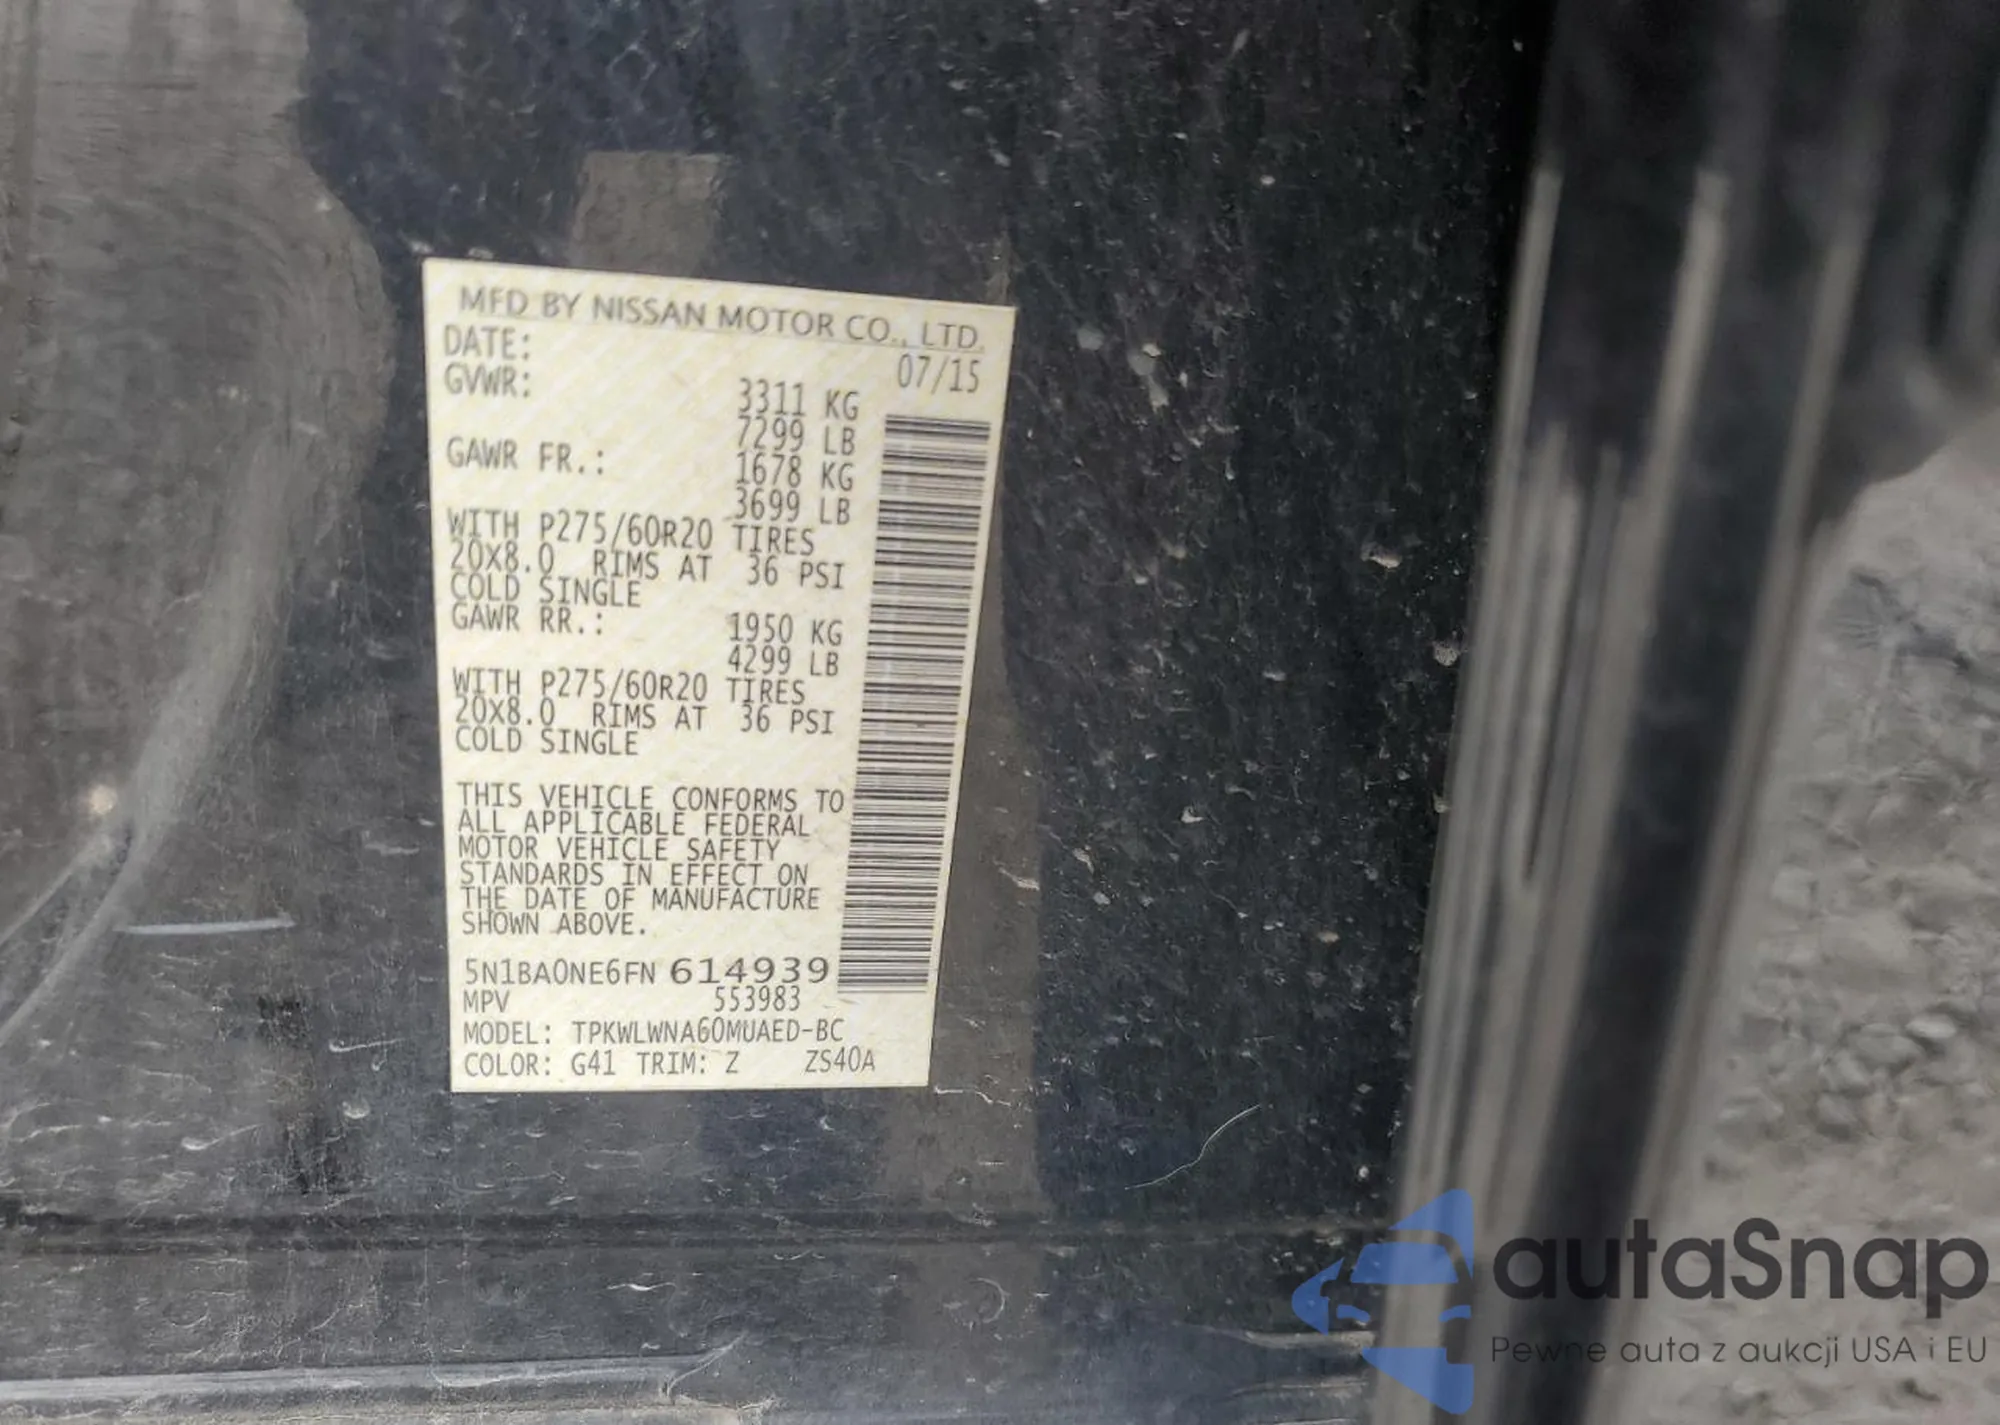 MFD BY NISSAN MOTOR CO., LTD.
DATE: 07/15
GVWR: 3311 KG
7299 LB
GAWR FR.: 1678 KG
3699 LB
WITH P275/60R20 TIRES
20X8.0 RIMS AT 36 PSI
COLD SINGLE
GAWR RR.: 1950 KG
4299 LB
WITH P275/60R20 TIRES
20X8.0 RIMS AT 36 PSI
COLD SINGLE
THIS VEHICLE CONFORMS TO
ALL APPLICABLE FEDERAL
MOTOR VEHICLE SAFETY
STANDARDS IN EFFECT ON
THE DATE OF MANUFACTURE
SHOWN ABOVE.
5N1BA0NE6FN 614939
MPV 553983
MODEL: TPKWLWNA60MUAED-BC
COLOR: G41 TRIM: Z ZS40A
autaSnap
Pewne auta z aukcji USA i EU